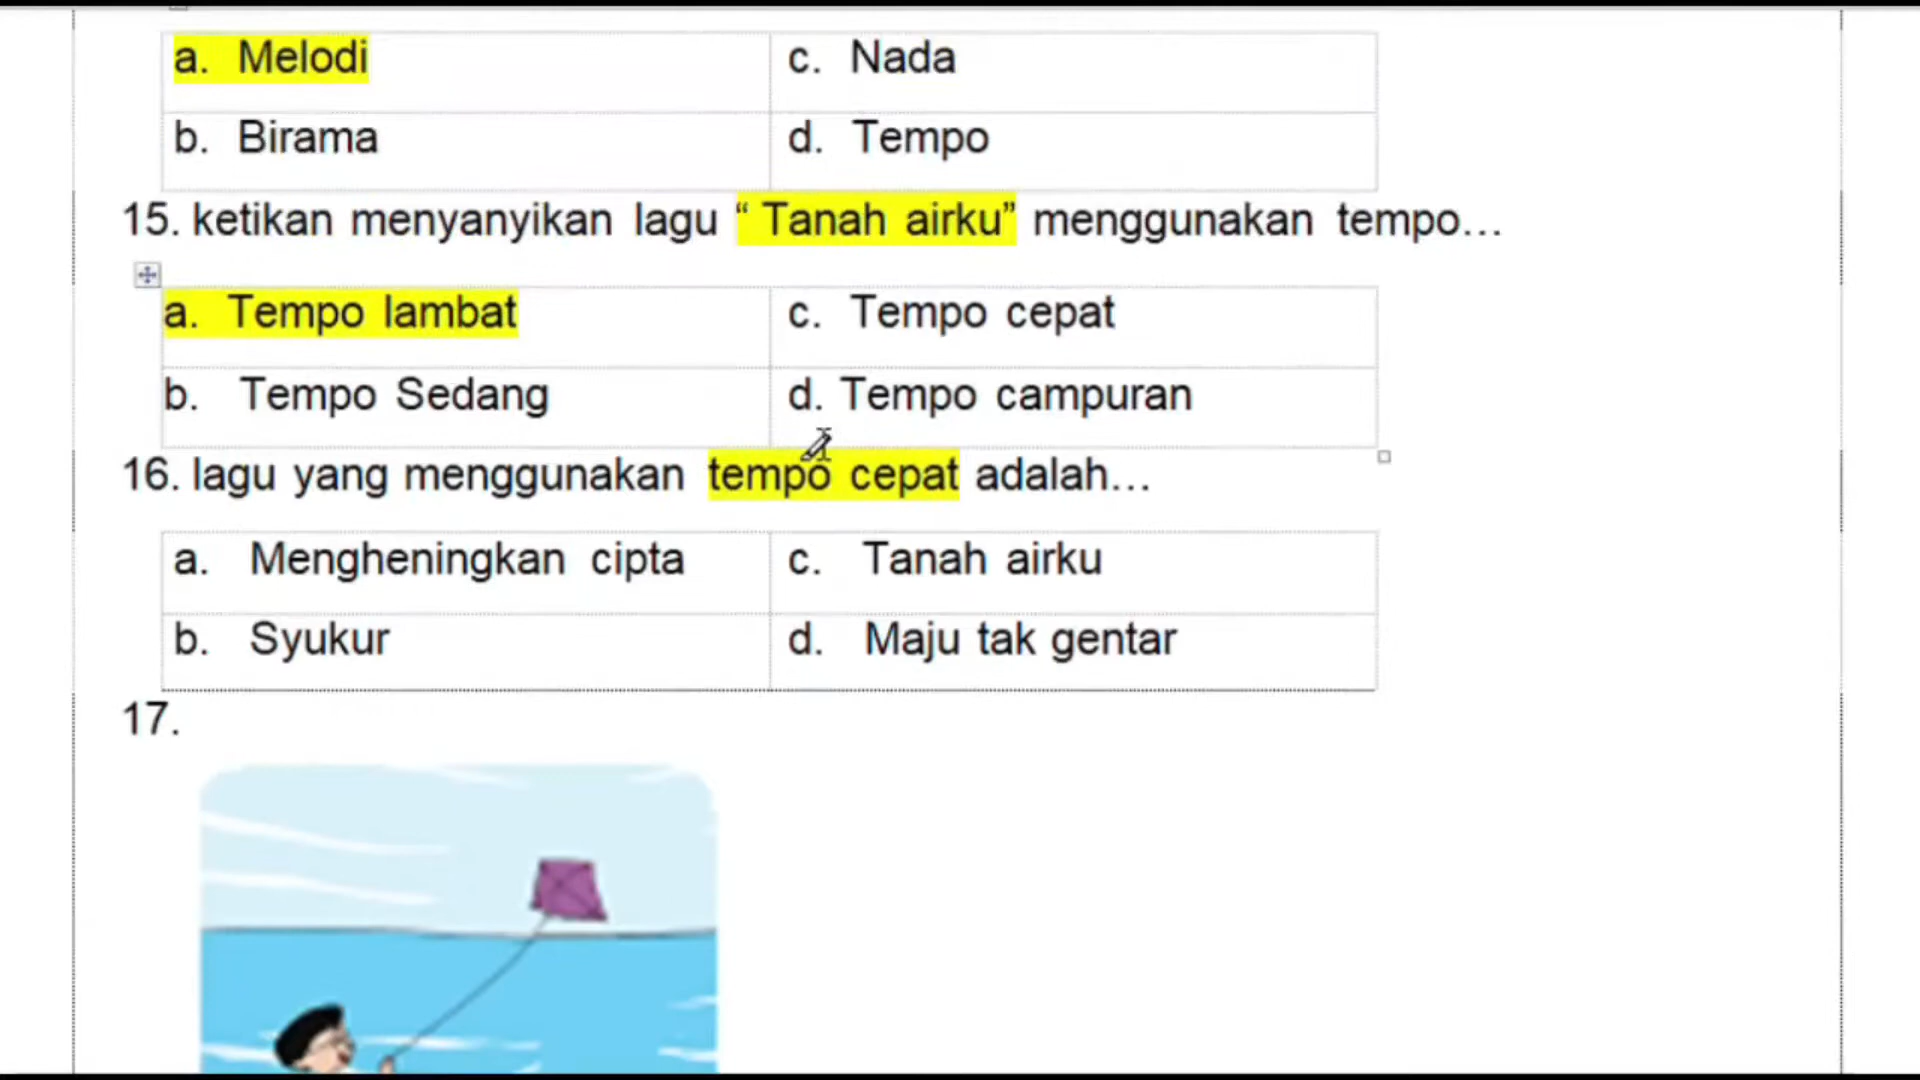 a. Melodi c. Nada
b. Birama d. Tempo
15. ketikan menyanyikan lagu “ Tanah airku” menggunakan tempo...
a. Tempo lambat c. Tempo cepat
b. Tempo Sedang d. Tempo campuran
16. lagu yang menggunakan tempo cepat adalah...
a. Mengheningkan cipta c. Tanah airku
b. Syukur d. Maju tak gentar
17.